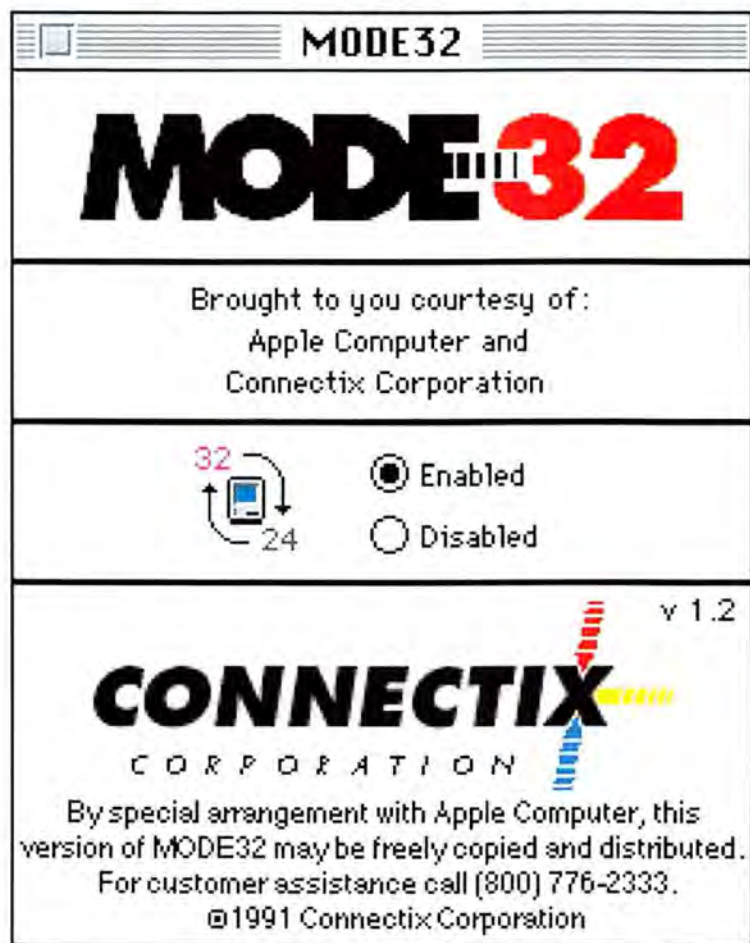 MODE32
MODE32
Brought to you courtesy of:
Apple Computer and
Connectix Corporation
32
24
Enabled
Disabled
v 1.2
CONNECTIX
CORPORATION
By special arrangement with Apple Computer, this
version of MODE32 may be freely copied and distributed.
For customer assistance call (800) 776-2333.
©1991 Connectix Corporation